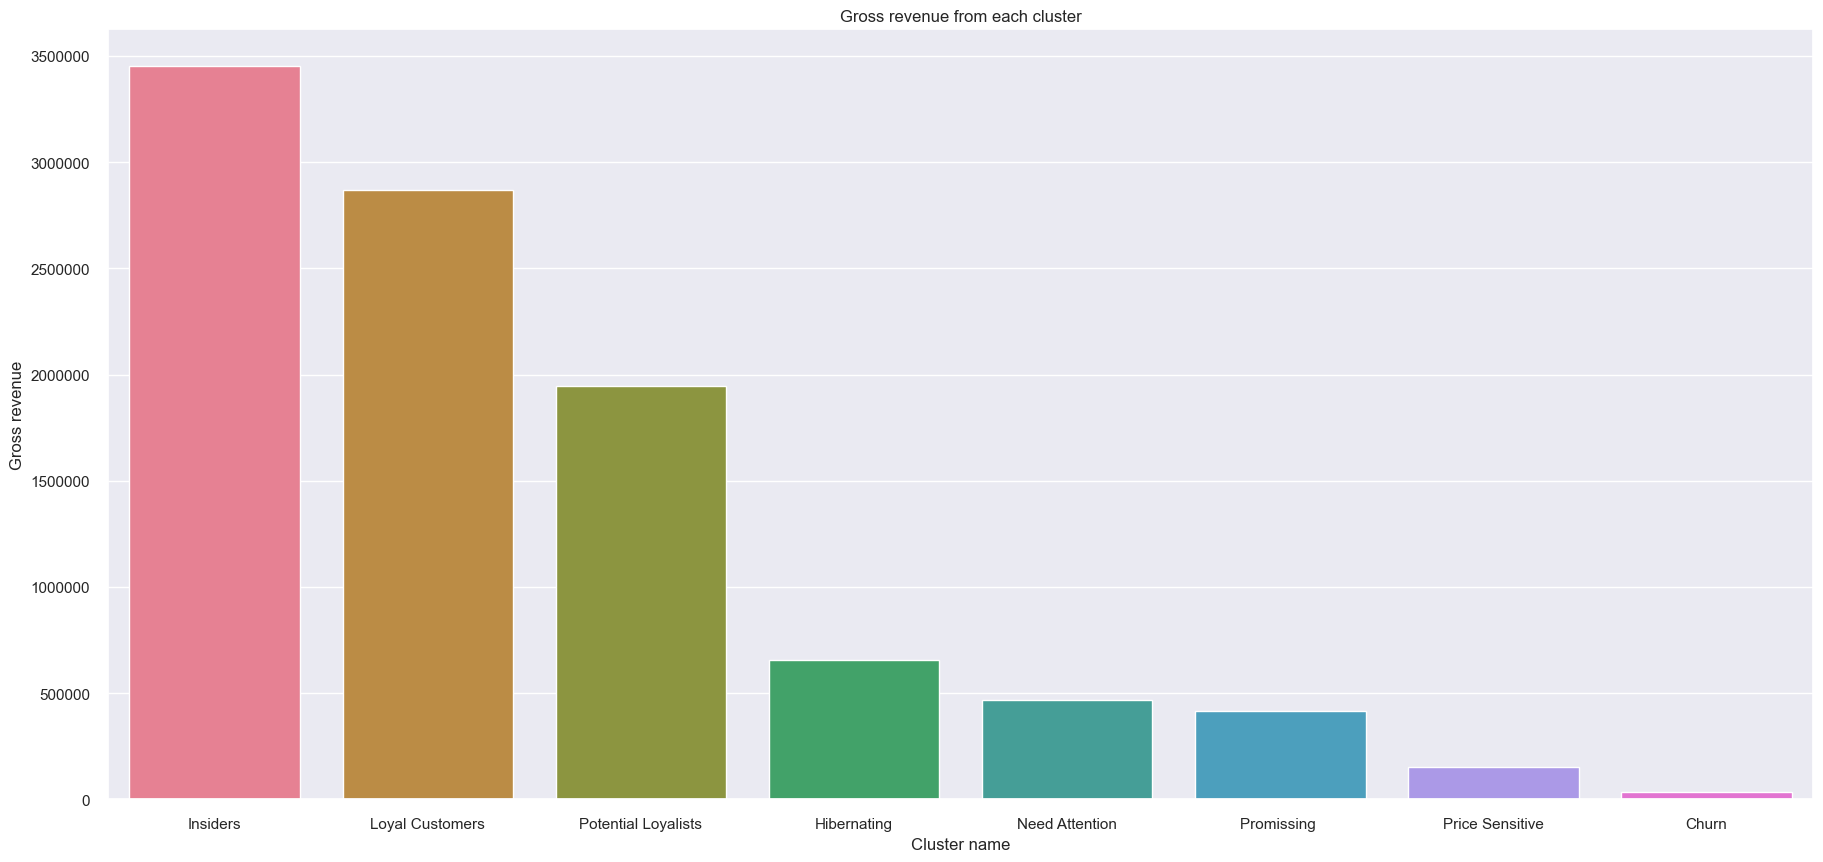 Gross revenue from each cluster
Gross revenue
3500000
3000000
2500000
2000000
1500000
1000000
500000
0
Insiders
Loyal Customers
Potential Loyalists
Hibernating
Need Attention
Promissing
Price Sensitive
Churn
Cluster name